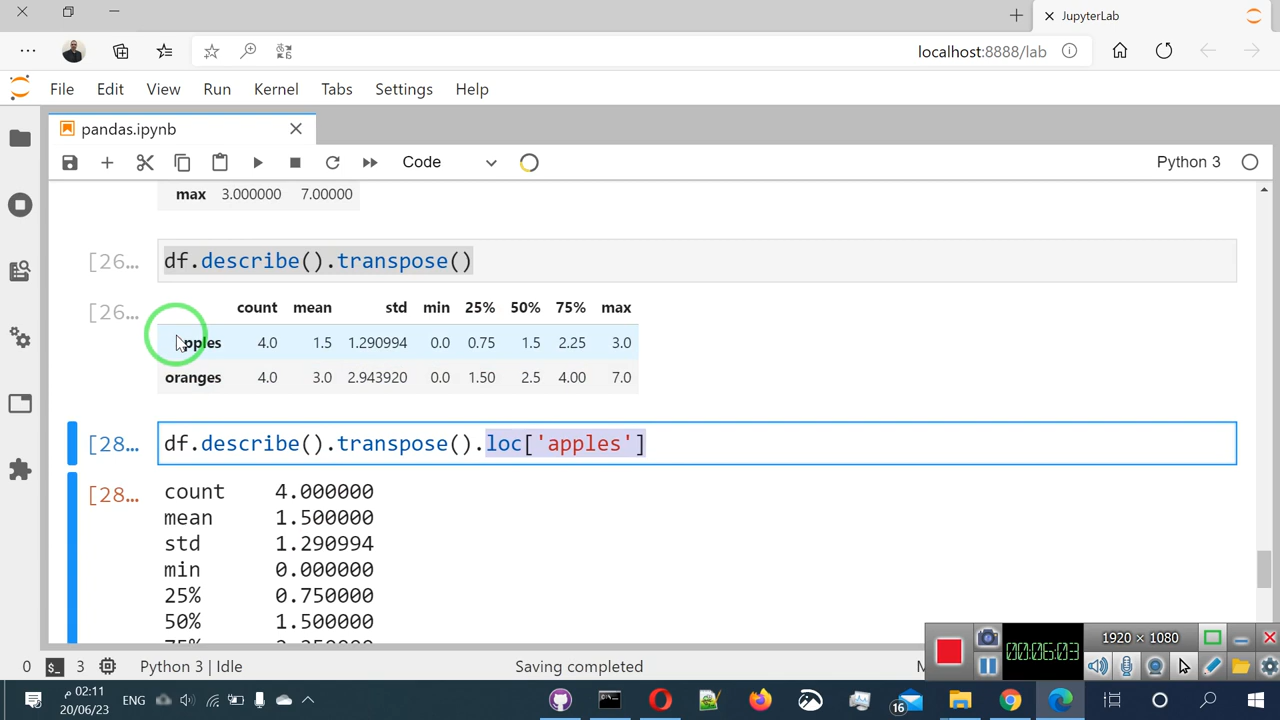 JupyterLab
localhost:8888/lab
File Edit View Run Kernel Tabs Settings Help
pandas.ipynb
Code
Python 3
max 3.000000 7.00000
[26… df.describe().transpose()
[26…
count mean std min 25% 50% 75% max
apples 4.0 1.5 1.290994 0.0 0.75 1.5 2.25 3.0
oranges 4.0 3.0 2.943920 0.0 1.50 2.5 4.00 7.0
[28… df.describe().transpose().loc['apples']
[28… count 4.000000
mean 1.500000
std 1.290994
min 0.000000
25% 0.750000
50% 1.500000
0 3 Python 3 | Idle Saving completed
00:06:03
1920 × 1080
02:11 م
ENG
20/06/23
16